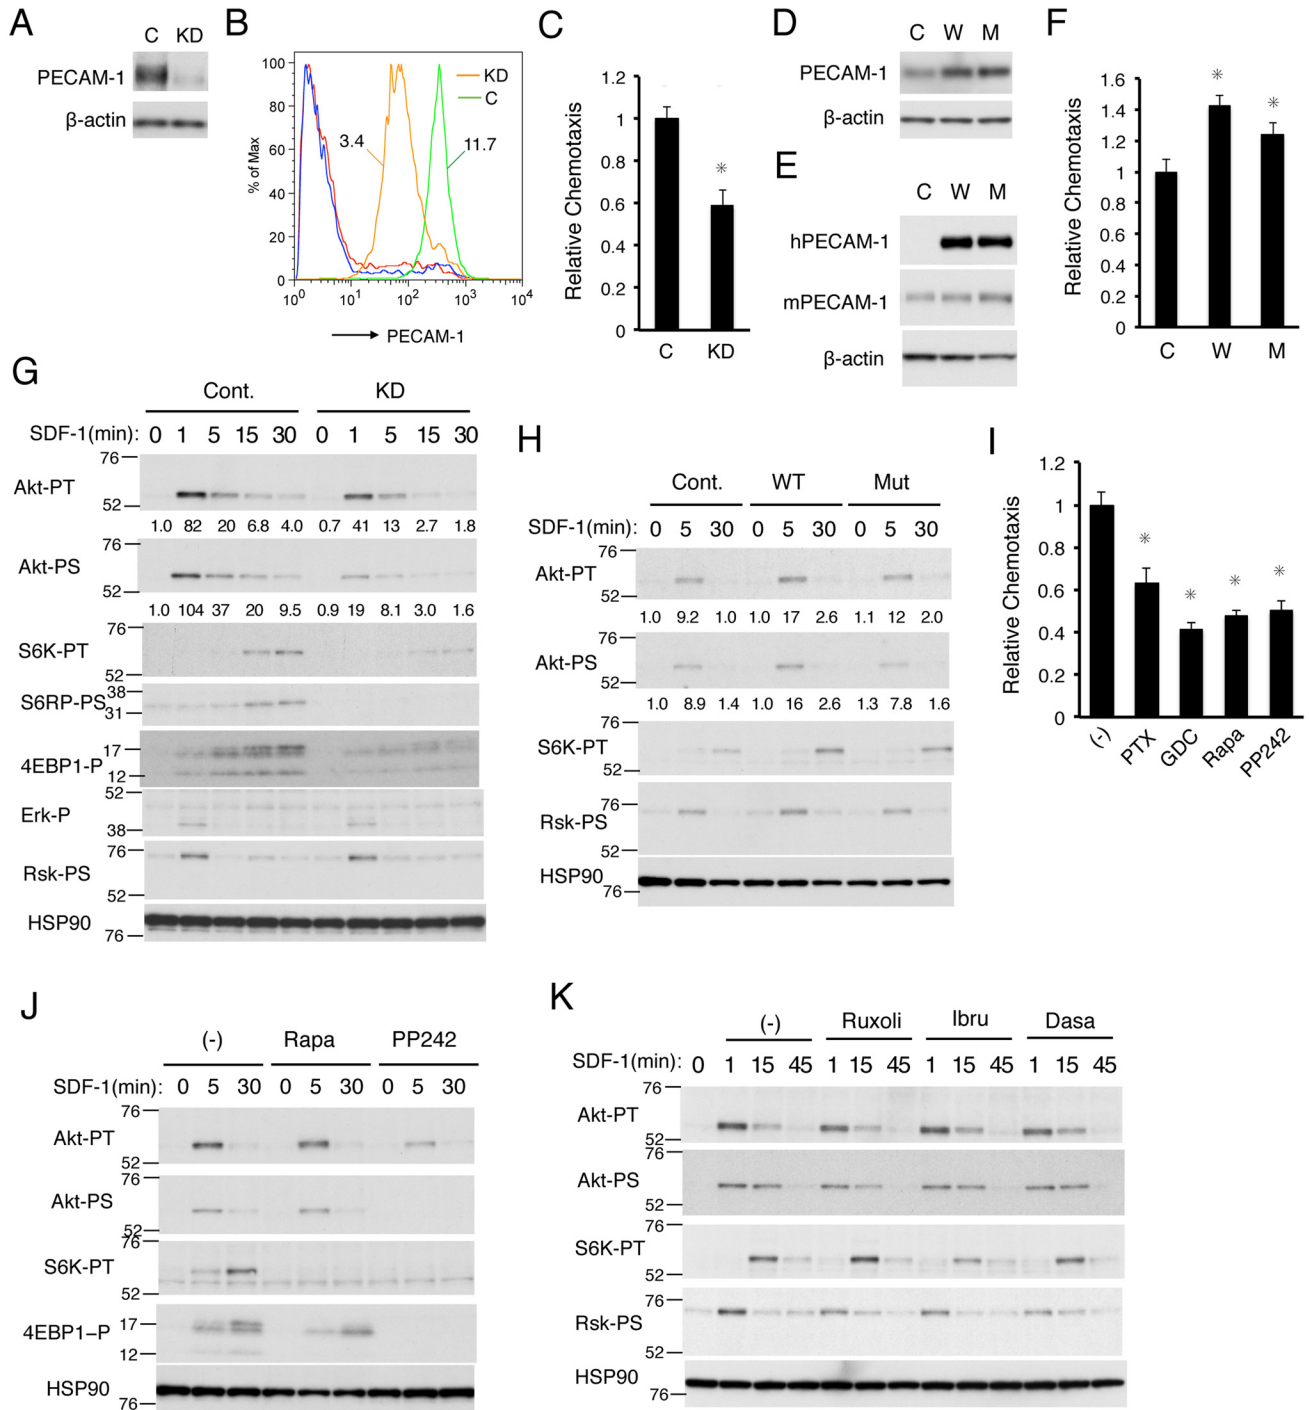 A
C KD
PECAM-1
β-actin
B
100
80
60
40
20
0
% of Max
KD
C
3.4
11.7
10^0 10^1 10^2 10^3 10^4
PECAM-1
C
1.2
1
0.8
0.6
0.4
0.2
0
Relative Chemotaxis
*
C KD
D
C W M
PECAM-1
β-actin
E
C W M
hPECAM-1
mPECAM-1
β-actin
F
1.6
1.4
1.2
1
0.8
0.6
0.4
0.2
0
Relative Chemotaxis
* *
C W M
G
Cont. KD
SDF-1(min): 0 1 5 15 30 0 1 5 15 30
76
Akt-PT
52
1.0 82 20 6.8 4.0 0.7 41 13 2.7 1.8
76
Akt-PS
52
1.0 104 37 20 9.5 0.9 19 8.1 3.0 1.6
76
S6K-PT
52
38
S6RP-PS
31
17
4EBP1-P
12
52
Erk-P
38
76
Rsk-PS
52
HSP90
76
H
Cont. WT Mut
SDF-1(min): 0 5 30 0 5 30 0 5 30
76
Akt-PT
52
1.0 9.2 1.0 1.0 17 2.6 1.1 12 2.0
76
Akt-PS
52
1.0 8.9 1.4 1.0 16 2.6 1.3 7.8 1.6
76
S6K-PT
52
76
Rsk-PS
52
HSP90
76
I
1.2
1
0.8
0.6
0.4
0.2
0
Relative Chemotaxis
* * * *
(-) PTX GDC Rapa PP242
J
(-) Rapa PP242
SDF-1(min): 0 5 30 0 5 30 0 5 30
76
Akt-PT
52
76
Akt-PS
52
76
S6K-PT
52
17
4EBP1–P
12
HSP90
76
K
(-) Ruxoli Ibru Dasa
SDF-1(min): 0 1 15 45 1 15 45 1 15 45 1 15 45
76
Akt-PT
52
76
Akt-PS
52
76
S6K-PT
52
76
Rsk-PS
52
HSP90
76